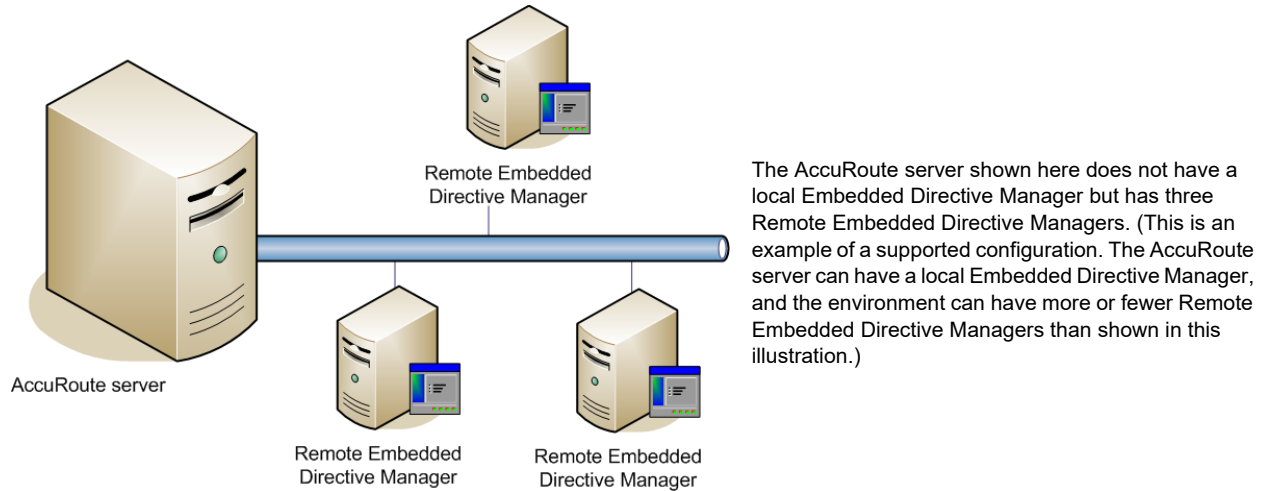 Remote Embedded
Directive Manager
The AccuRoute server shown here does not have a
local Embedded Directive Manager but has three
Remote Embedded Directive Managers. (This is an
example of a supported configuration. The AccuRoute
server can have a local Embedded Directive Manager,
and the environment can have more or fewer Remote
Embedded Directive Managers than shown in this
illustration.)
AccuRoute server
Remote Embedded
Directive Manager
Remote Embedded
Directive Manager